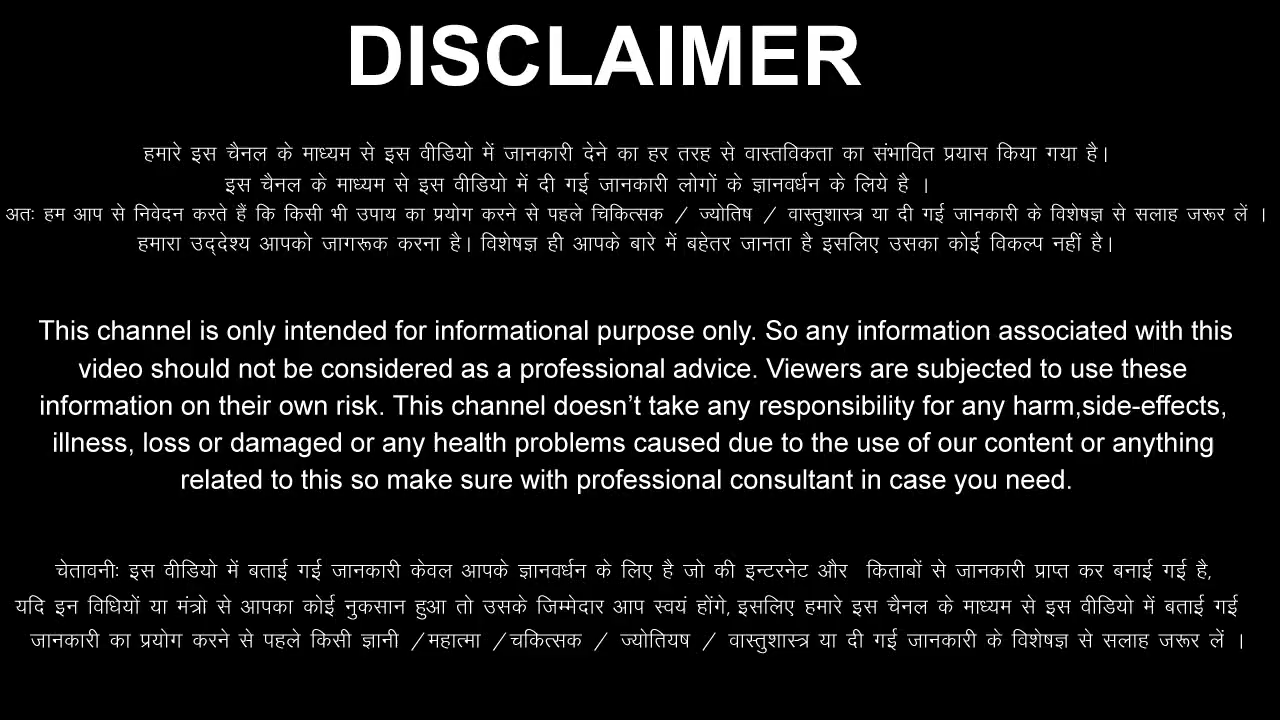 DISCLAIMER
हमारे इस चैनल के माध्यम से इस वीडियो में जानकारी देने का हर तरह से वास्तविकता का संभावित प्रयास किया गया है।
इस चैनल के माध्यम से इस वीडियो में दी गई जानकारी लोगों के ज्ञानवर्धन के लिये है ।
अतः हम आप से निवेदन करते हैं कि किसी भी उपाय का प्रयोग करने से पहले चिकित्सक / ज्योतिष / वास्तुशास्त्र या दी गई जानकारी के विशेषज्ञ से सलाह जरूर लें ।
हमारा उद्देश्य आपको जागरूक करना है। विशेषज्ञ ही आपके बारे में बहेतर जानता है इसलिए उसका कोई विकल्प नहीं है।
This channel is only intended for informational purpose only. So any information associated with this
video should not be considered as a professional advice. Viewers are subjected to use these
information on their own risk. This channel doesn’t take any responsibility for any harm,side-effects,
illness, loss or damaged or any health problems caused due to the use of our content or anything
related to this so make sure with professional consultant in case you need.
चेतावनीः इस वीडियो में बताई गई जानकारी केवल आपके ज्ञानवर्धन के लिए है जो की इन्टरनेट और किताबों से जानकारी प्राप्त कर बनाई गई है,
यदि इन विधियों या मंत्रो से आपका कोई नुकसान हुआ तो उसके जिम्मेदार आप स्वयं होंगे, इसलिए हमारे इस चैनल के माध्यम से इस वीडियो में बताई गई
जानकारी का प्रयोग करने से पहले किसी ज्ञानी /महात्मा /चकित्सक / ज्योतियष / वास्तुशास्त्र या दी गई जानकारी के विशेषज्ञ से सलाह जरूर लें ।